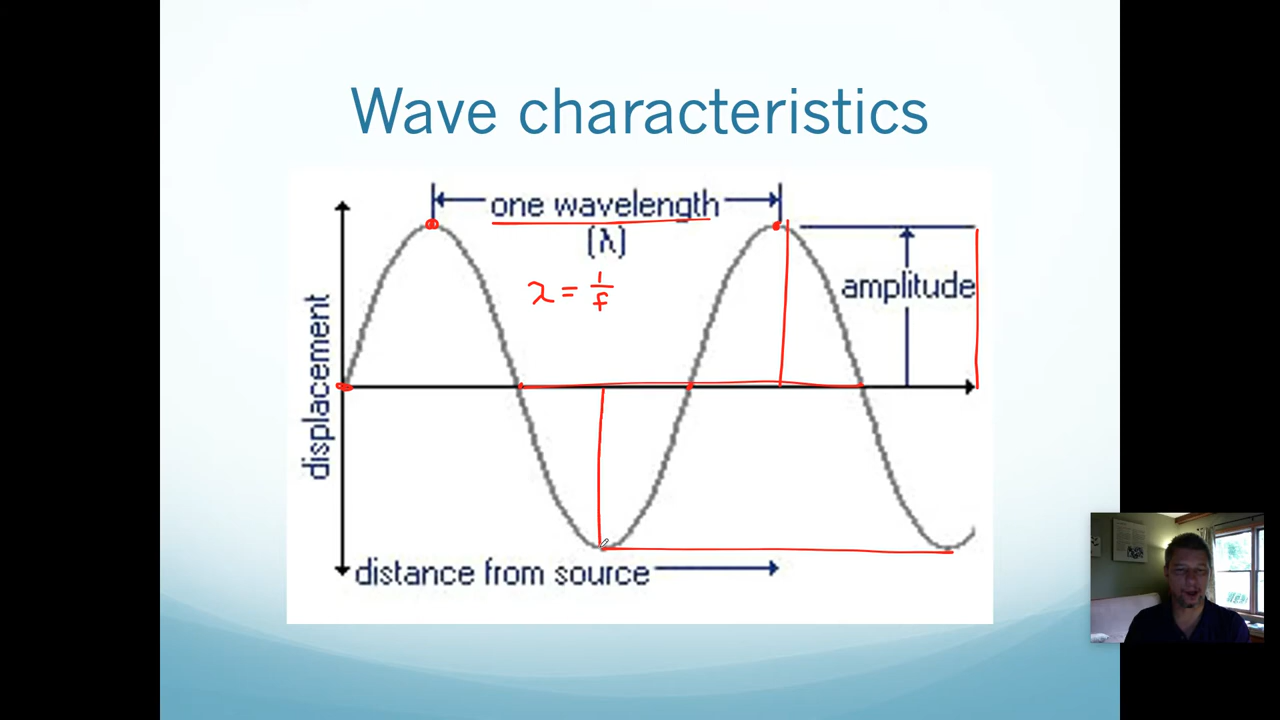 Wave characteristics
one wavelength
(λ)
λ = 1/f
amplitude
displacement
distance from source